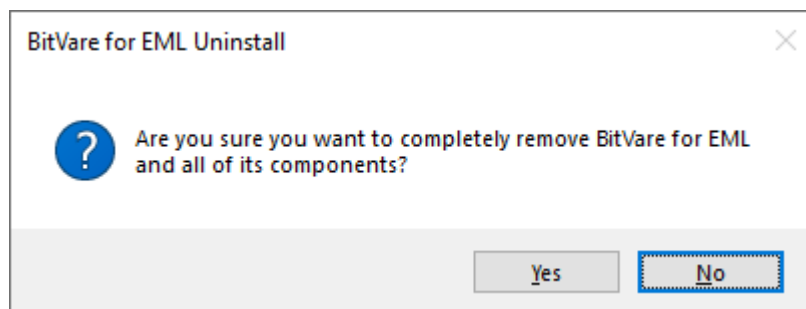 BitVare for EML Uninstall
?
Are you sure you want to completely remove BitVare for EML
and all of its components?
Yes
No